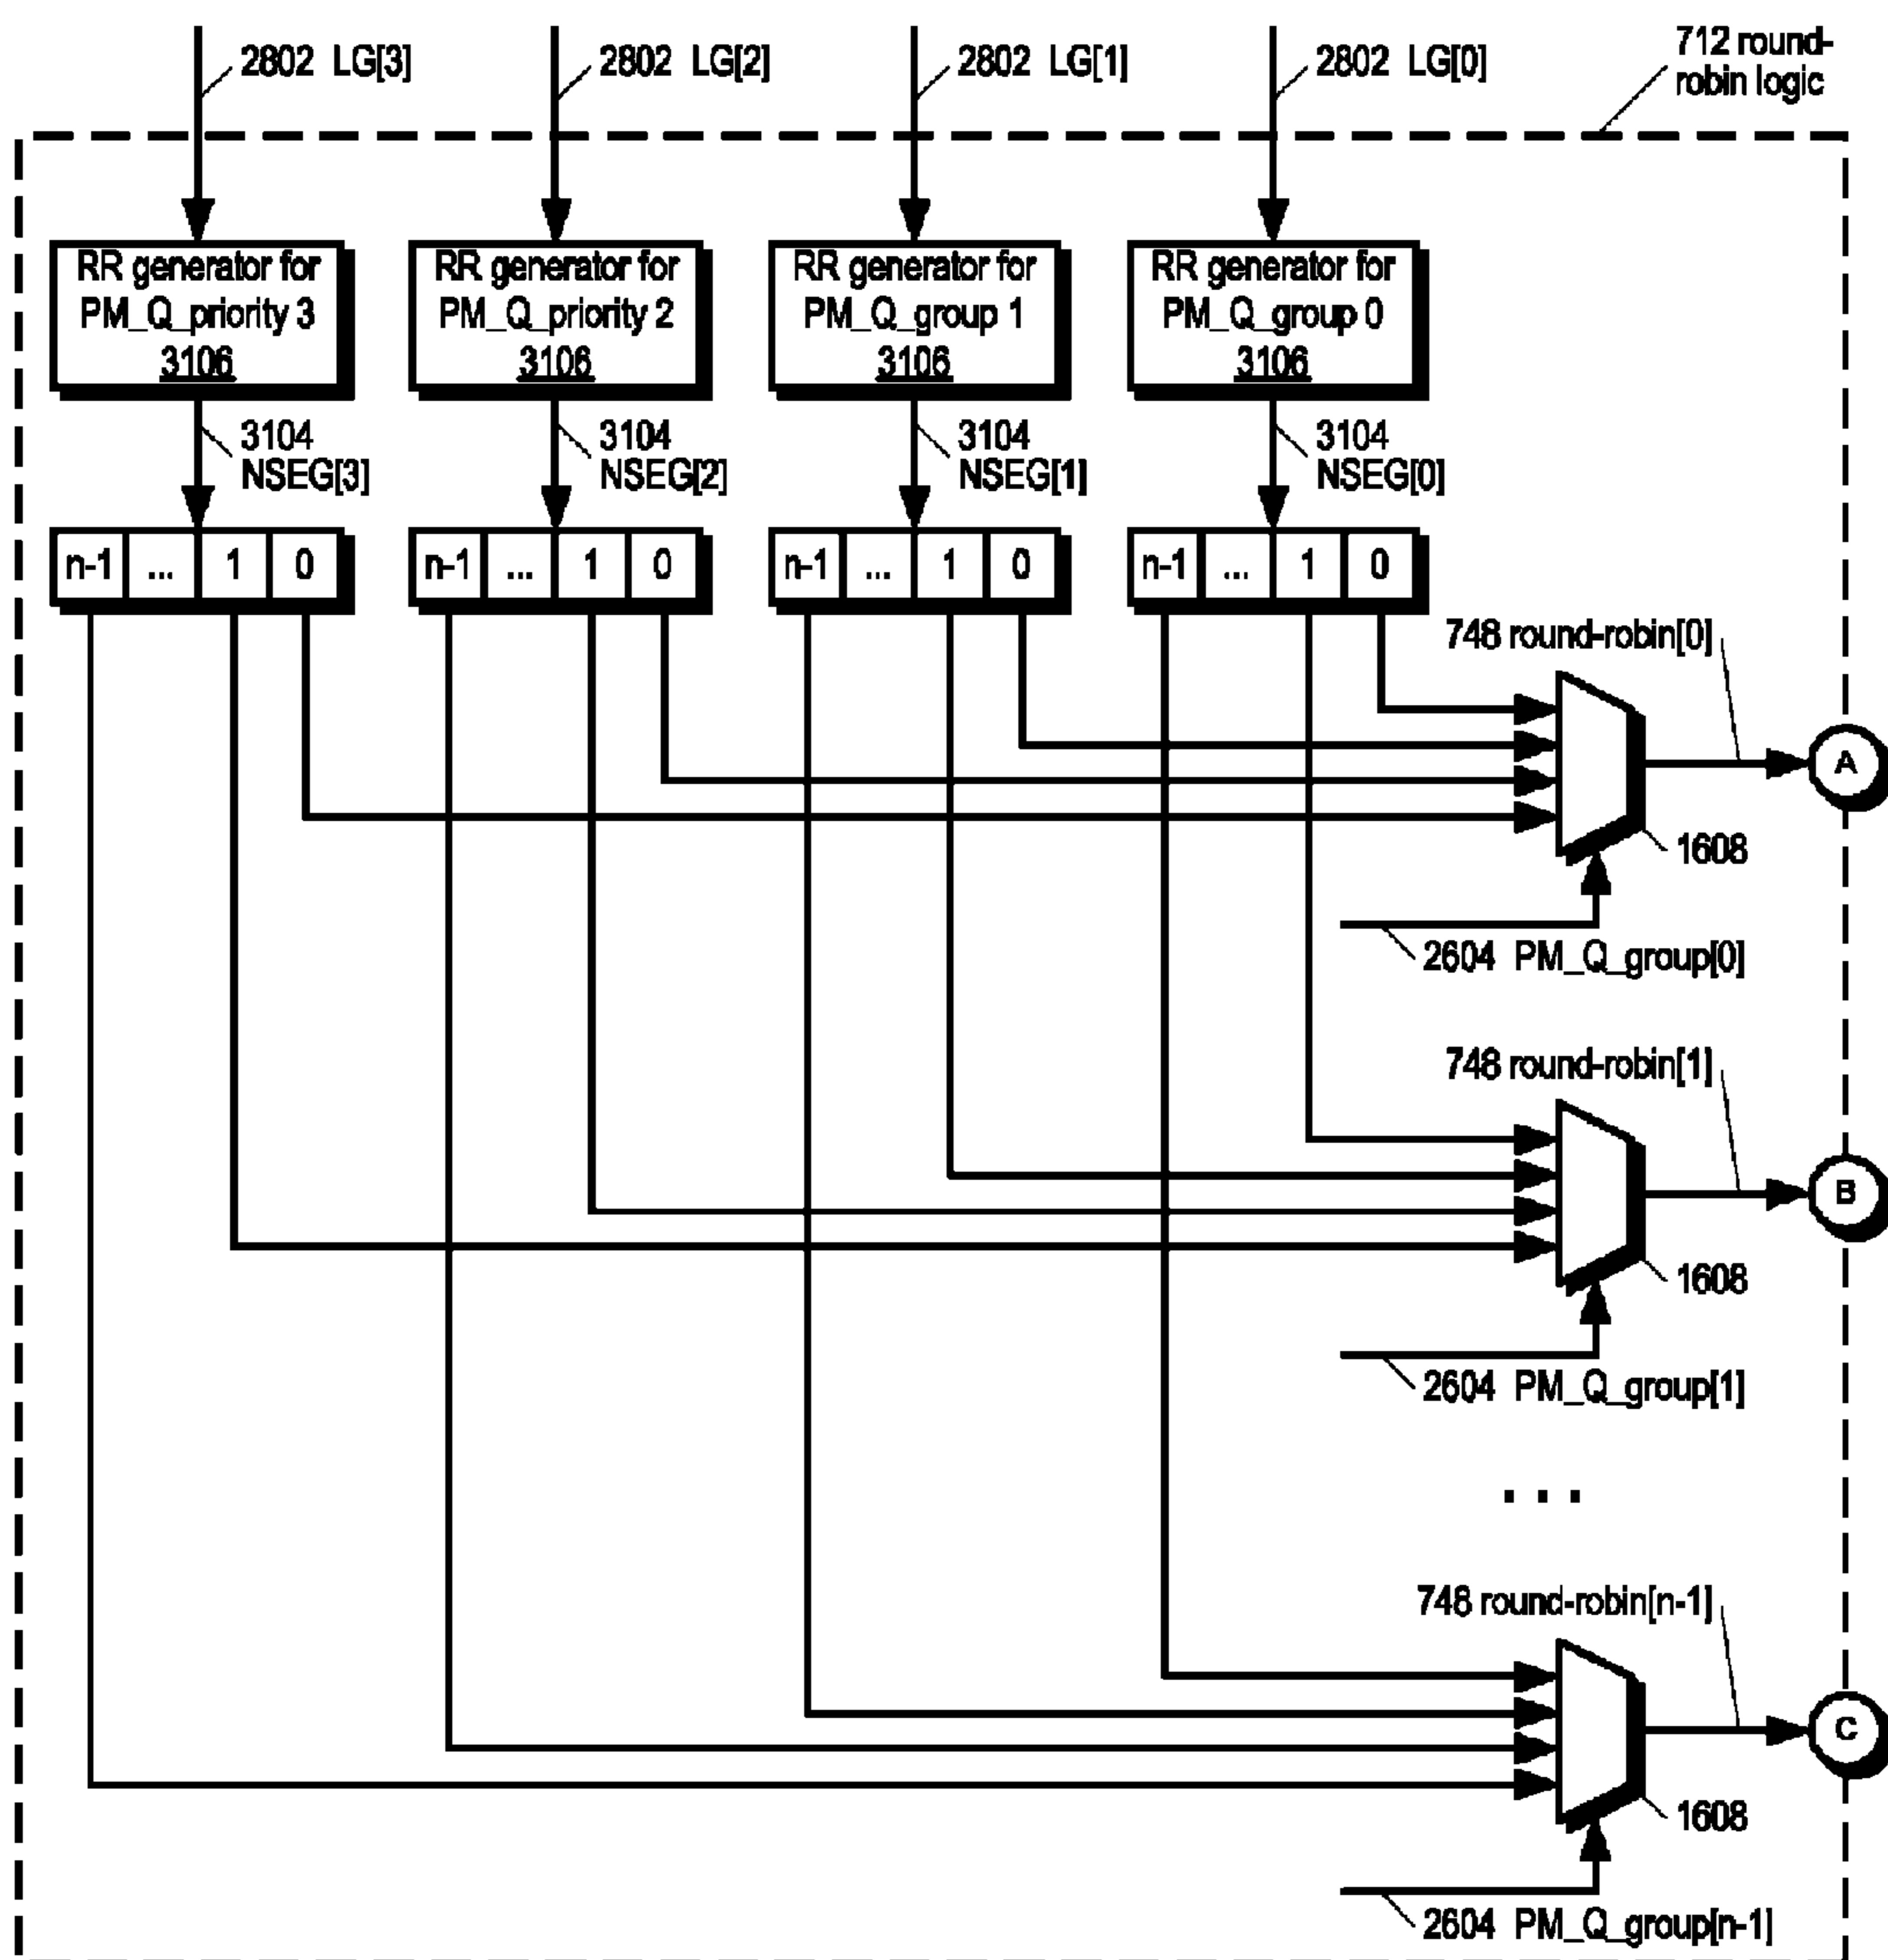 2802 LG[3]
2802 LG[2]
2802 LG[1]
2802 LG[0]
712 round-
robin logic
RR generator for
PM_Q_priority 3
3106
RR generator for
PM_Q_priority 2
3106
RR generator for
PM_Q_group 1
3106
RR generator for
PM_Q_group 0
3106
3104
NSEG[3]
3104
NSEG[2]
3104
NSEG[1]
3104
NSEG[0]
n-1 ... 1 0
n-1 ... 1 0
n-1 ... 1 0
n-1 ... 1 0
748 round-robin[0]
A
1608
2604 PM_Q_group[0]
748 round-robin[1]
B
1608
2604 PM_Q_group[1]
. . .
748 round-robin[n-1]
C
1608
2604 PM_Q_group[n-1]